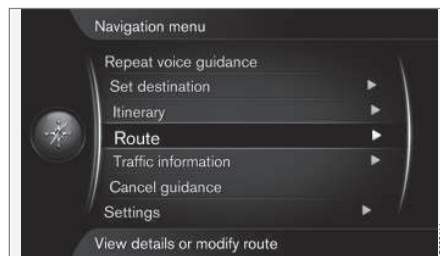 Navigation menu
Repeat voice guidance
Set destination
Itinerary
Route
Traffic information
Cancel guidance
Settings
View details or modify route